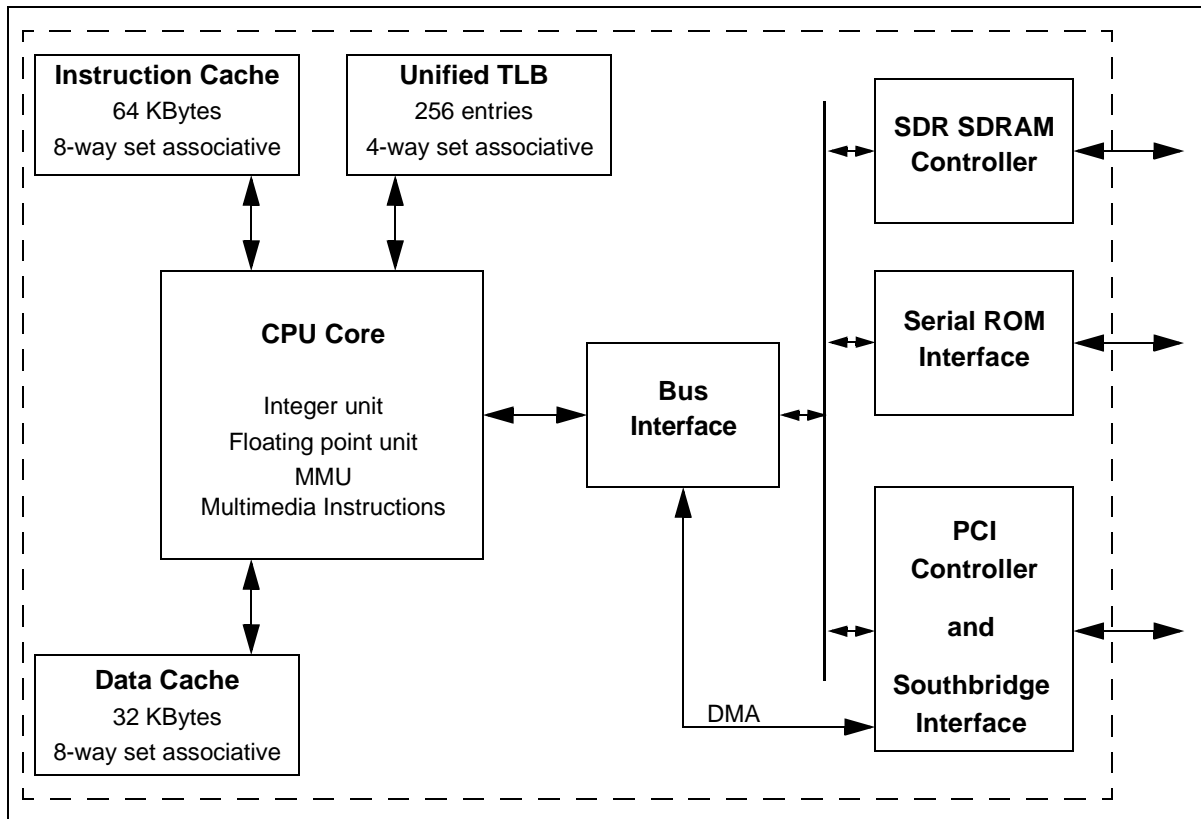 Instruction Cache
64 KBytes
8-way set associative
Unified TLB
256 entries
4-way set associative
SDR SDRAM
Controller
CPU Core
Integer unit
Floating point unit
MMU
Multimedia Instructions
Bus
Interface
Serial ROM
Interface
PCI
Controller
and
Southbridge
Interface
DMA
Data Cache
32 KBytes
8-way set associative